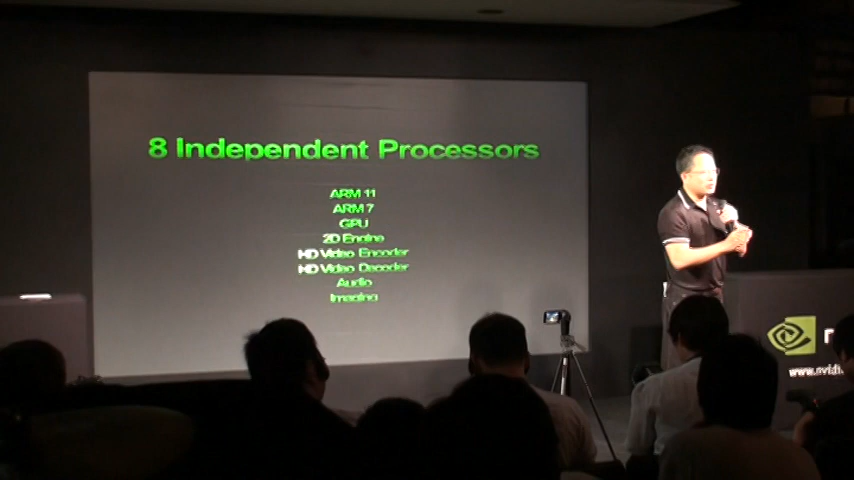 8 Independent Processors
ARM 11
ARM 7
GPU
2D Engine
HD Video Encoder
HD Video Decoder
Audio
Imaging